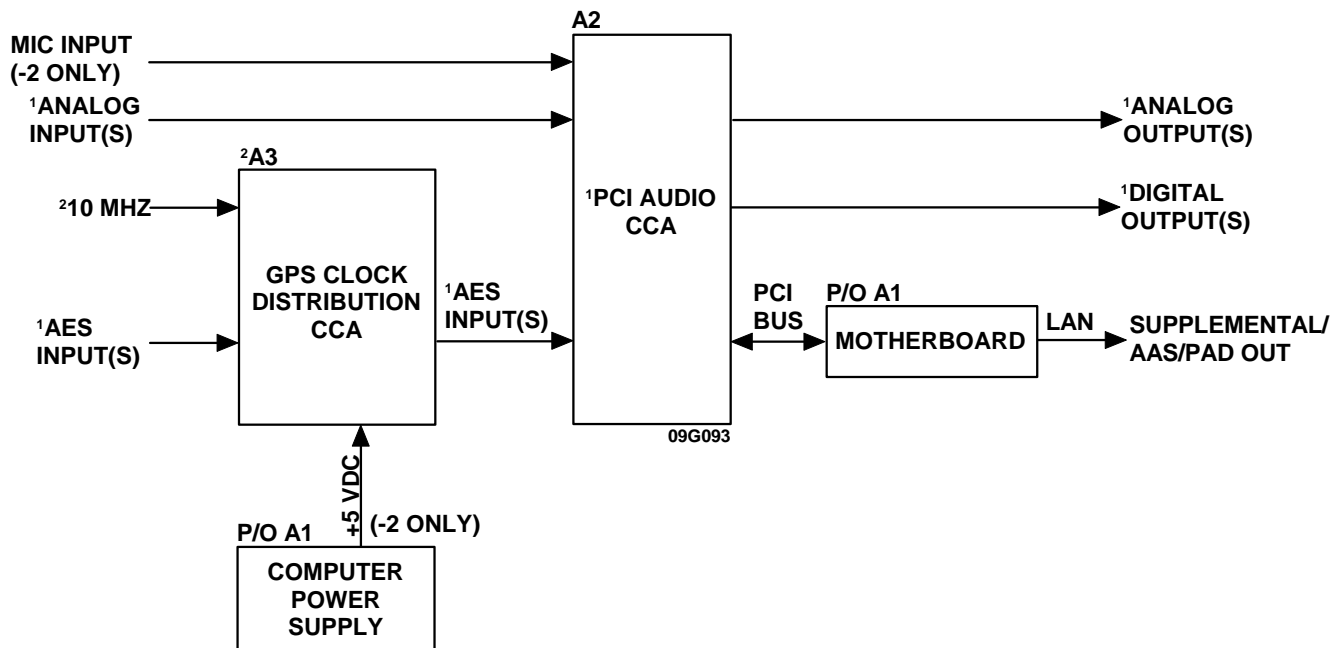 A2
MIC INPUT
(-2 ONLY)
¹ANALOG
INPUT(S)
¹ANALOG
OUTPUT(S)
²A3
²10 MHZ
¹PCI AUDIO
CCA
¹DIGITAL
OUTPUT(S)
GPS CLOCK
DISTRIBUTION
CCA
¹AES
INPUT(S)
¹AES
INPUT(S)
PCI
BUS
P/O A1
MOTHERBOARD
LAN
SUPPLEMENTAL/
AAS/PAD OUT
09G093
+5 VDC
(-2 ONLY)
P/O A1
COMPUTER
POWER
SUPPLY